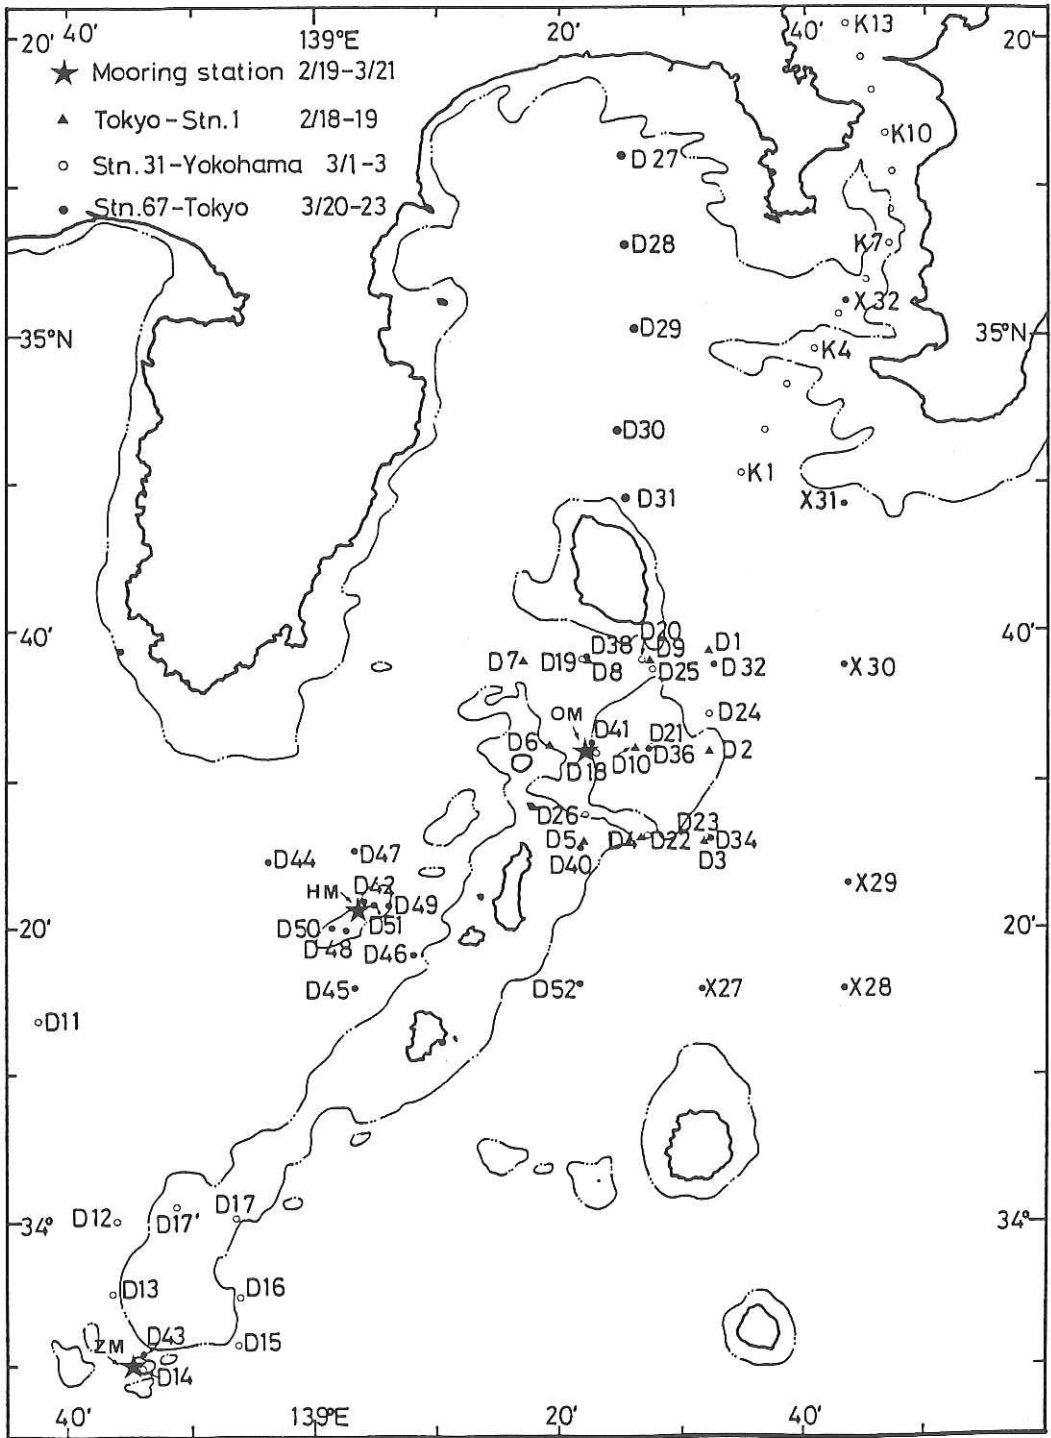 20' 40' 139°E 20' 40' K13 20'
★ Mooring station 2/19-3/21
▲ Tokyo-Stn.1 2/18-19
○ Stn.31-Yokohama 3/1-3
● Stn.67-Tokyo 3/20-23
K10
D27
D28
K7
X32
35°N
D29
35°N
K4
D30
K1
D31
X31
40'
40'
D20
D38
D9
D1
D7
D19
D8
D25
D32
X30
OM
D24
D41
D21
D6
D36
D2
D18
D10
D26
D23
D5
D4
D22
D34
D40
D3
D47
D44
X29
HM
D42
D49
D50
D51
20'
20'
D48
D46
D45
D52
X27
X28
D11
D12
D17'
D17
34°
34°
D13
D16
D43
ZM
D15
D14
40' 139°E 20' 40'